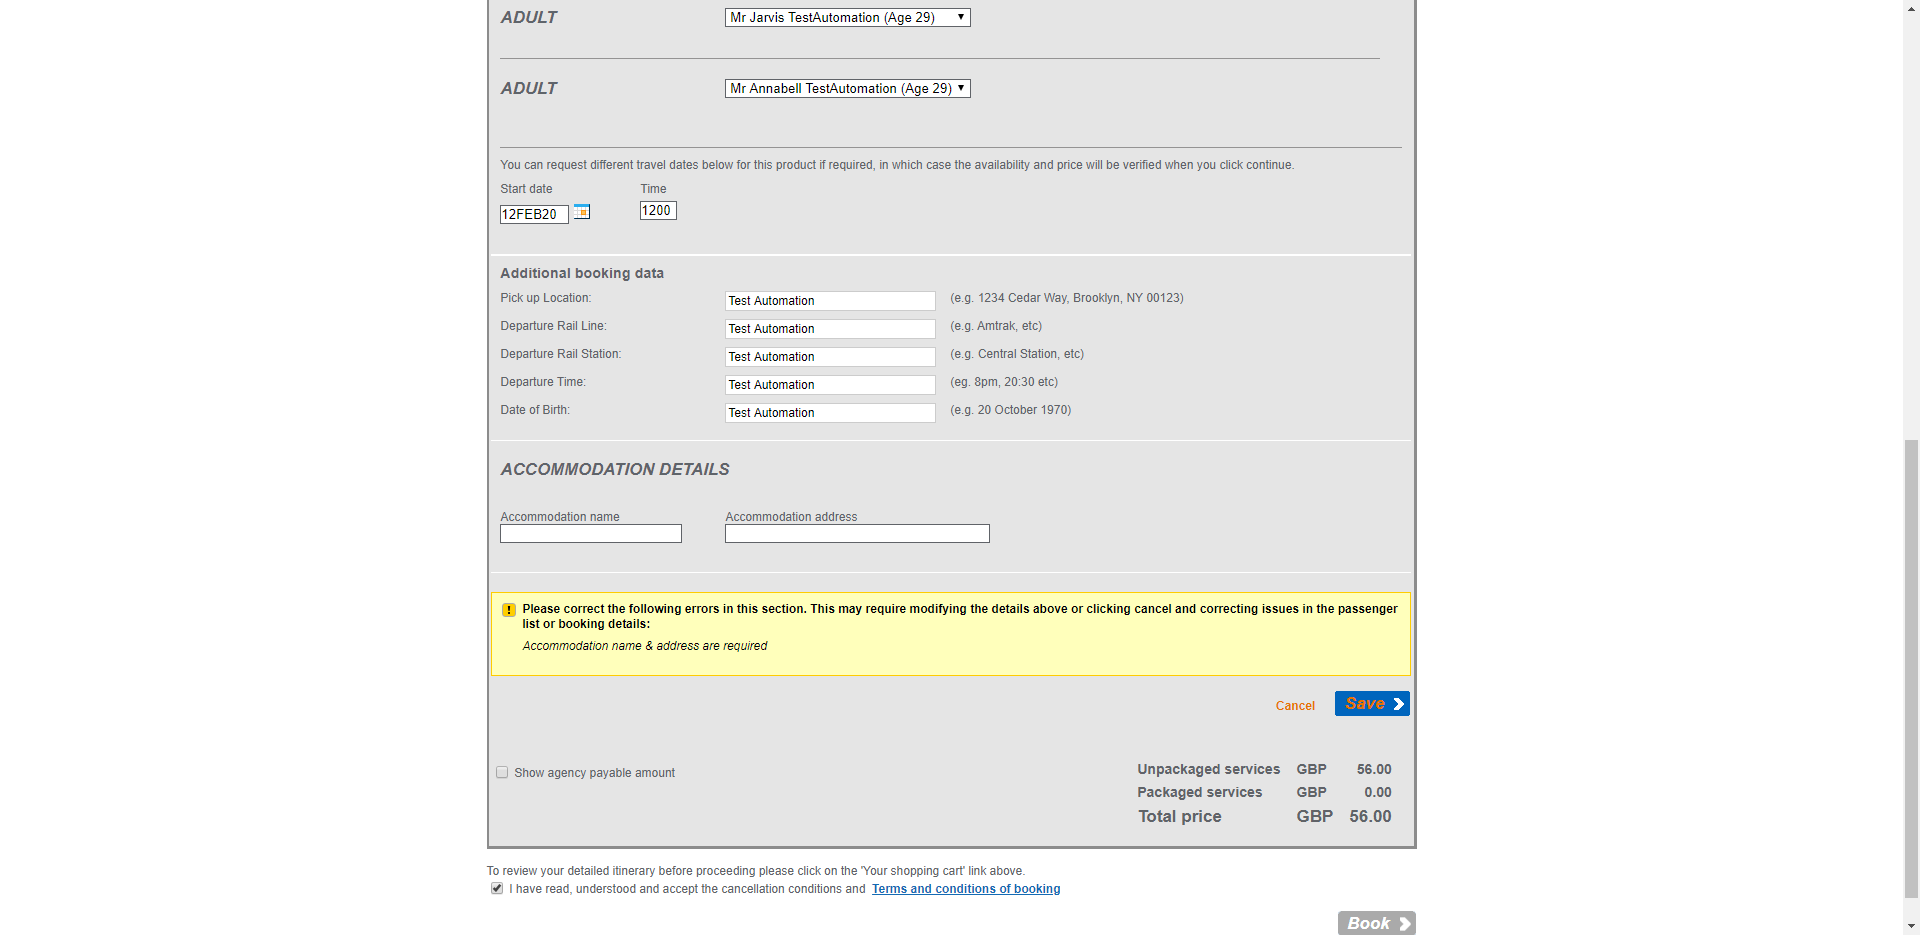 ADULT Mr Jarvis TestAutomation (Age 29)
ADULT Mr Annabell TestAutomation (Age 29)
You can request different travel dates below for this product if required, in which case the availability and price will be verified when you click continue.
Start date Time
12FEB20 1200
Additional booking data
Pick up Location: Test Automation (e.g. 1234 Cedar Way, Brooklyn, NY 00123)
Departure Rail Line: Test Automation (e.g. Amtrak, etc)
Departure Rail Station: Test Automation (e.g. Central Station, etc)
Departure Time: Test Automation (eg. 8pm, 20:30 etc)
Date of Birth: Test Automation (e.g. 20 October 1970)
ACCOMMODATION DETAILS
Accommodation name Accommodation address
Please correct the following errors in this section. This may require modifying the details above or clicking cancel and correcting issues in the passenger
list or booking details:
Accommodation name & address are required
Cancel Save
Show agency payable amount
Unpackaged services GBP 56.00
Packaged services GBP 0.00
Total price GBP 56.00
To review your detailed itinerary before proceeding please click on the 'Your shopping cart' link above.
I have read, understood and accept the cancellation conditions and Terms and conditions of booking
Book